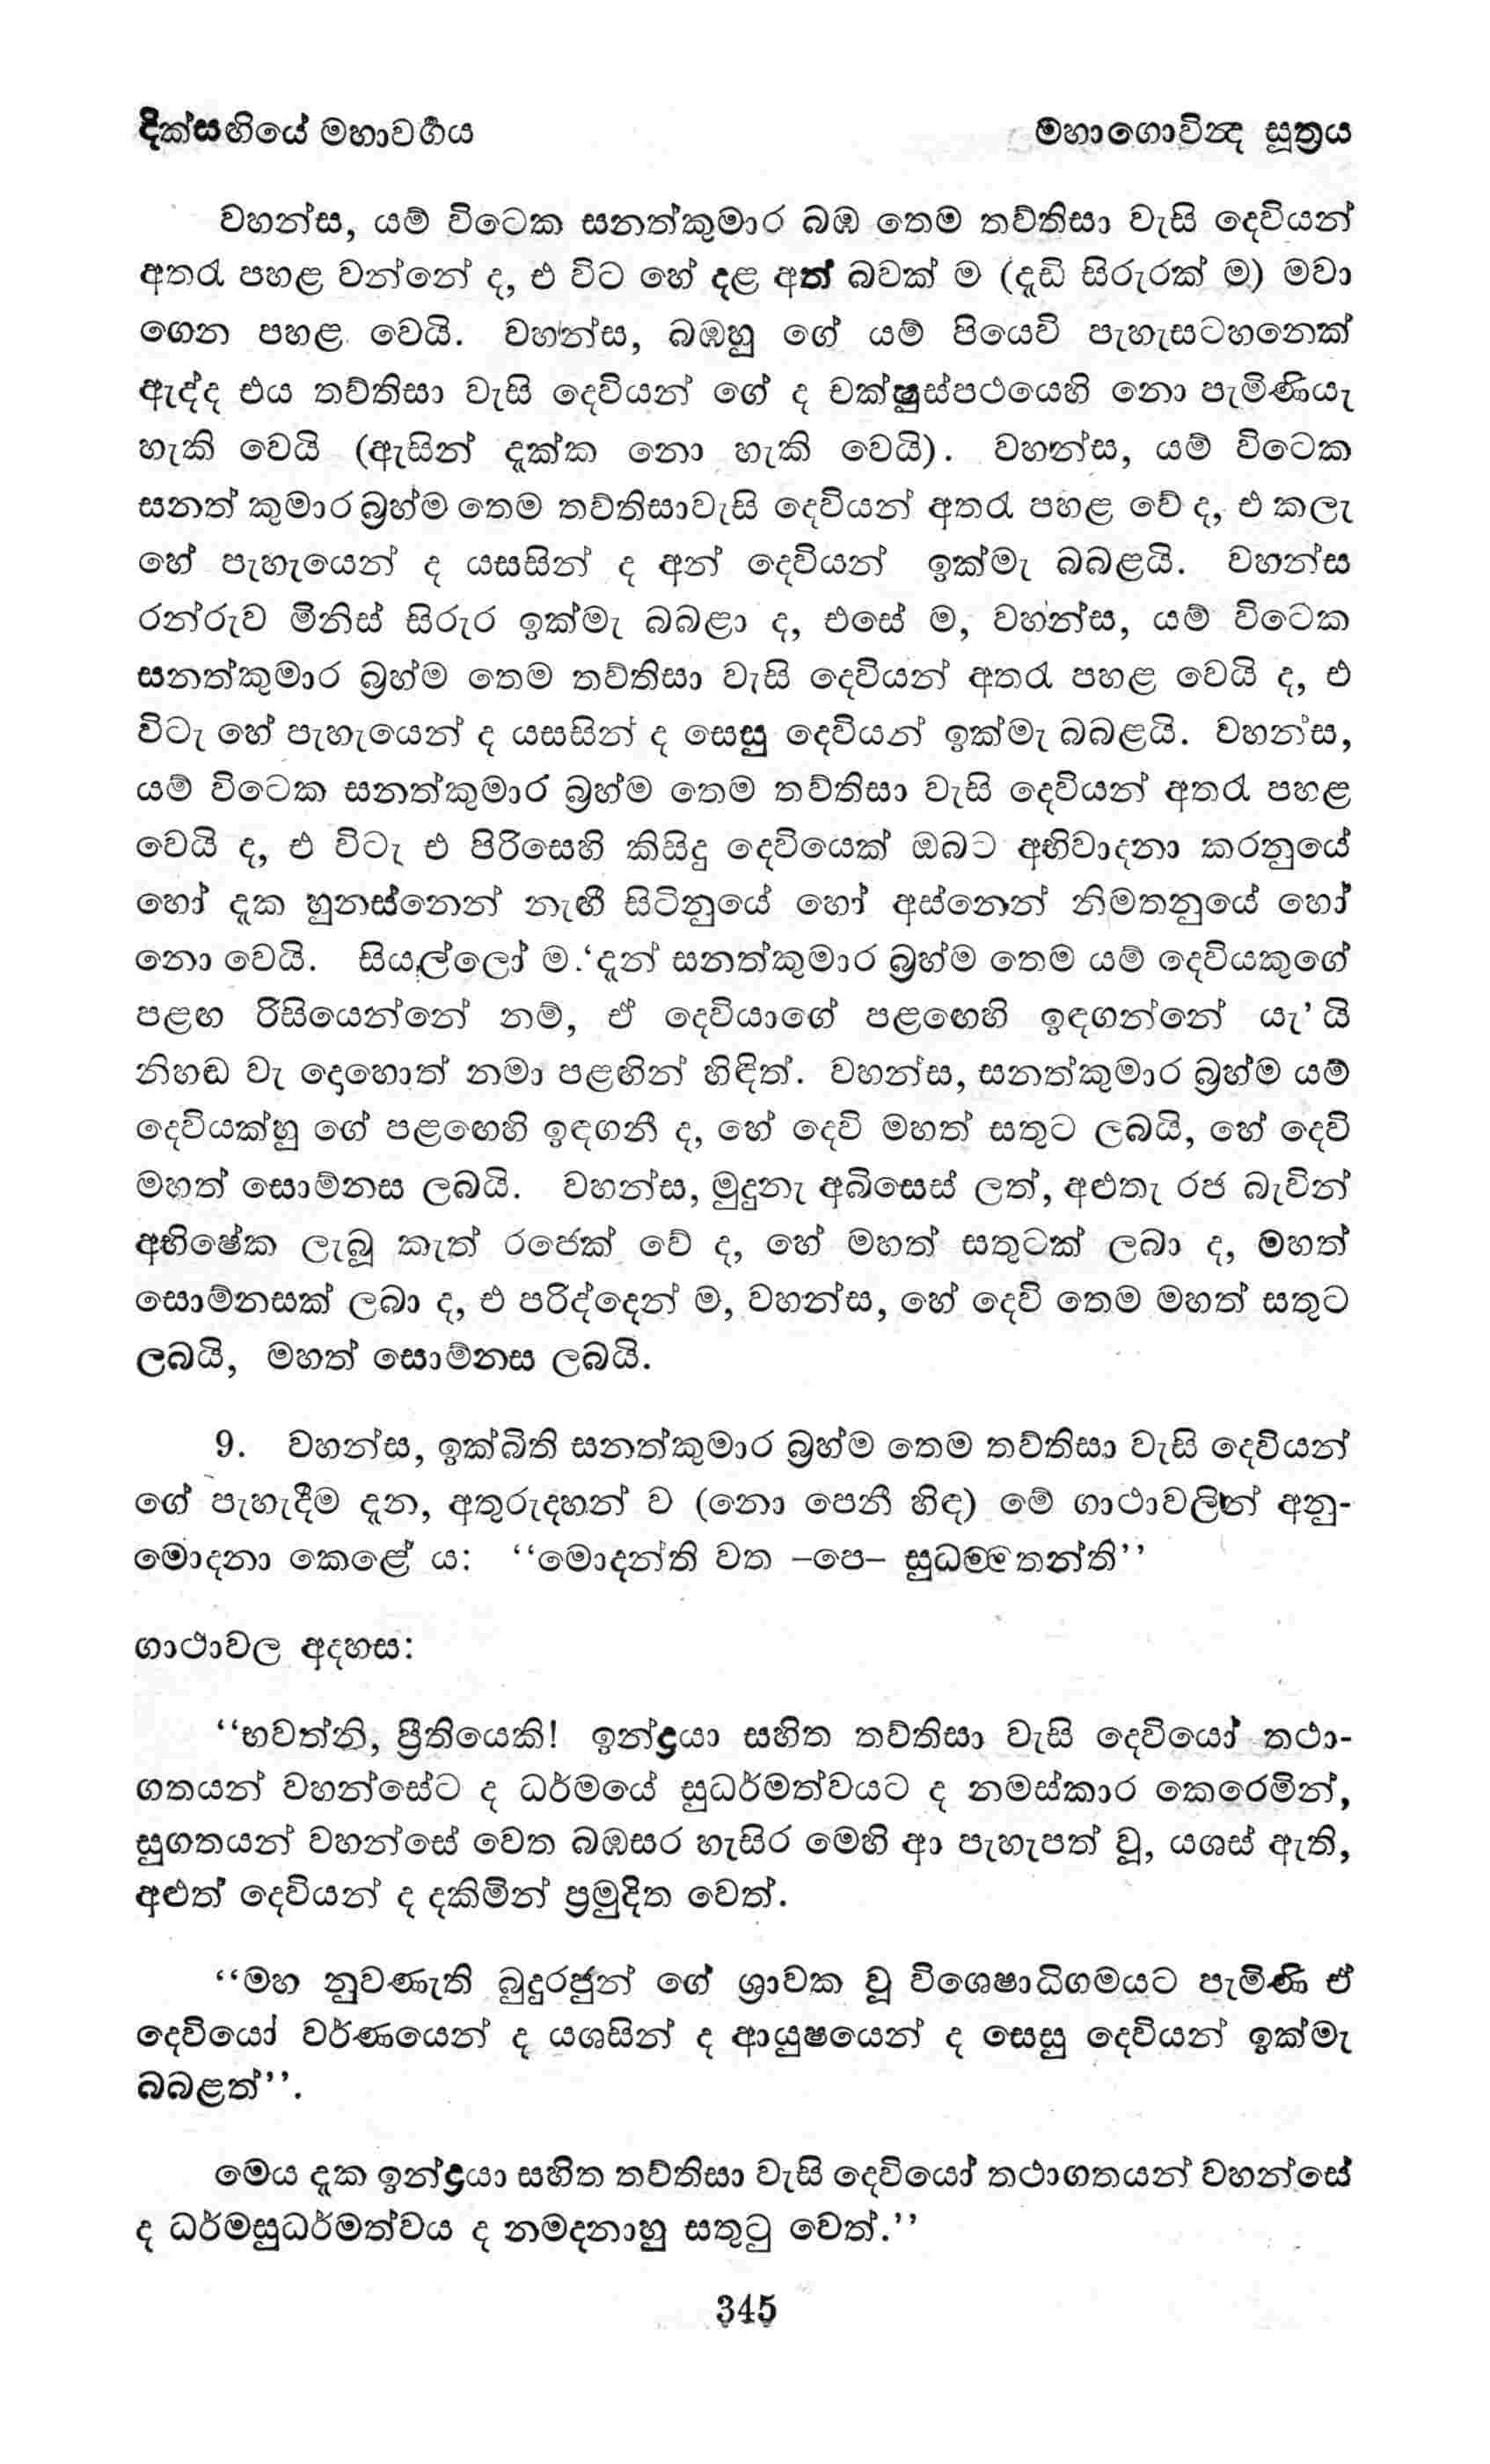 දික්සඟියේ මහාවර්‍ගය
මහාගොවින්‍ද සූත්‍රය
වහන්ස, යම් විටෙක සනත්කුමාර බඹ තෙම තව්තිසා වැසි දෙවියන්
අතරැ පහළ වන්නේ ද, එ විට හේ දළ අත් බවක් ම (දැඩි සිරුරක් ම) මවා
ගෙන පහළ වෙයි. වහන්ස, බඹහු ගේ යම් පියෙවි පැහැසටහනෙක්
ඇද්ද එය තව්තිසා වැසි දෙවියන් ගේ ද චක්ෂුස්පථයෙහි නො පැමිණියැ
හැකි වෙයි (ඇසින් දැක්ක නො හැකි වෙයි). වහන්ස, යම් විටෙක
සනත් කුමාර බ්‍රහ්ම තෙම තව්තිසාවැසි දෙවියන් අතරැ පහළ වේ ද, එ කලැ
හේ පැහැයෙන් ද යසසින් ද අන් දෙවියන් ඉක්මැ බබළයි. වහන්ස
රන්රුව මිනිස් සිරුර ඉක්මැ බබළා ද, එසේ ම, වහන්ස, යම් විටෙක
සනත්කුමාර බ්‍රහ්ම තෙම තව්තිසා වැසි දෙවියන් අතරැ පහළ වෙයි ද, එ
විටැ හේ පැහැයෙන් ද යසසින් ද සෙසු දෙවියන් ඉක්මැ බබළයි. වහන්ස,
යම් විටෙක සනත්කුමාර බ්‍රහ්ම තෙම තව්තිසා වැසි දෙවියන් අතරැ පහළ
වෙයි ද, එ විටැ එ පිරිසෙහි කිසිදු දෙවියෙක් ඔබට අභිවාදනා කරනුයේ
හෝ දැක හුනස්නෙන් නැඟී සිටිනුයේ හෝ අස්නෙන් නිමතනුයේ හෝ
නො වෙයි. සියල්ලෝ ම ‘දැන් සනත්කුමාර බ්‍රහ්ම තෙම යම් දෙවියකුගේ
පළඟ රිසියෙන්නේ නම්, ඒ දෙවියාගේ පළඟෙහි ඉඳගන්නේ යැ’ යි
නිහඬ වැ දොහොත් නමා පළඟින් හිඳිත්. වහන්ස, සනත්කුමාර බ්‍රහ්ම යම්
දෙවියක්හු ගේ පළඟෙහි ඉඳගනී ද, හේ දෙවි මහත් සතුට ලබයි, හේ දෙවි
මහත් සොම්නස ලබයි. වහන්ස, මුදුනැ අබිසෙස් ලත්, අළුතැ රජ බැවින්
අභිෂේක ලැබූ කැත් රජෙක් වේ ද, හේ මහත් සතුටක් ලබා ද, මහත්
සොම්නසක් ලබා ද, එ පරිද්දෙන් ම, වහන්ස, හේ දෙවි තෙම මහත් සතුට
ලබයි, මහත් සොම්නස ලබයි.
9. වහන්ස, ඉක්බිති සනත්කුමාර බ්‍රහ්ම තෙම තව්තිසා වැසි දෙවියන්
ගේ පැහැදීම දැන, අතුරුදහන් ව (නො පෙනී හිඳ) මේ ගාථාවලින් අනු-
මොදනා කෙළේ ය: ‘‘මොදන්ති වත –පෙ– සුධම්මතන්ති’’
ගාථාවල අදහස:
‘‘භවත්නි, ප්‍රීතියෙකි! ඉන්ද්‍රයා සහිත තව්තිසා වැසි දෙවියෝ තථා-
ගතයන් වහන්සේට ද ධර්මයේ සුධර්මත්වයට ද නමස්කාර කෙරෙමින්,
සුගතයන් වහන්සේ වෙත බඹසර හැසිර මෙහි ආ පැහැපත් වූ, යශස් ඇති,
අළුත් දෙවියන් ද දකිමින් ප්‍රමුදිත වෙත්.
‘‘මහ නුවණැති බුදුරජුන් ගේ ශ්‍රාවක වූ විශෙෂාධිගමයට පැමිණි ඒ
දෙවියෝ වර්ණයෙන් ද යශසින් ද ආයුෂයෙන් ද සෙසු දෙවියන් ඉක්මැ
බබළත්’’.
මෙය දැක ඉන්ද්‍රයා සහිත තව්තිසා වැසි දෙවියෝ තථාගතයන් වහන්සේ
ද ධර්මසුධර්මත්වය ද නමදනාහු සතුටු වෙත්.’’
345